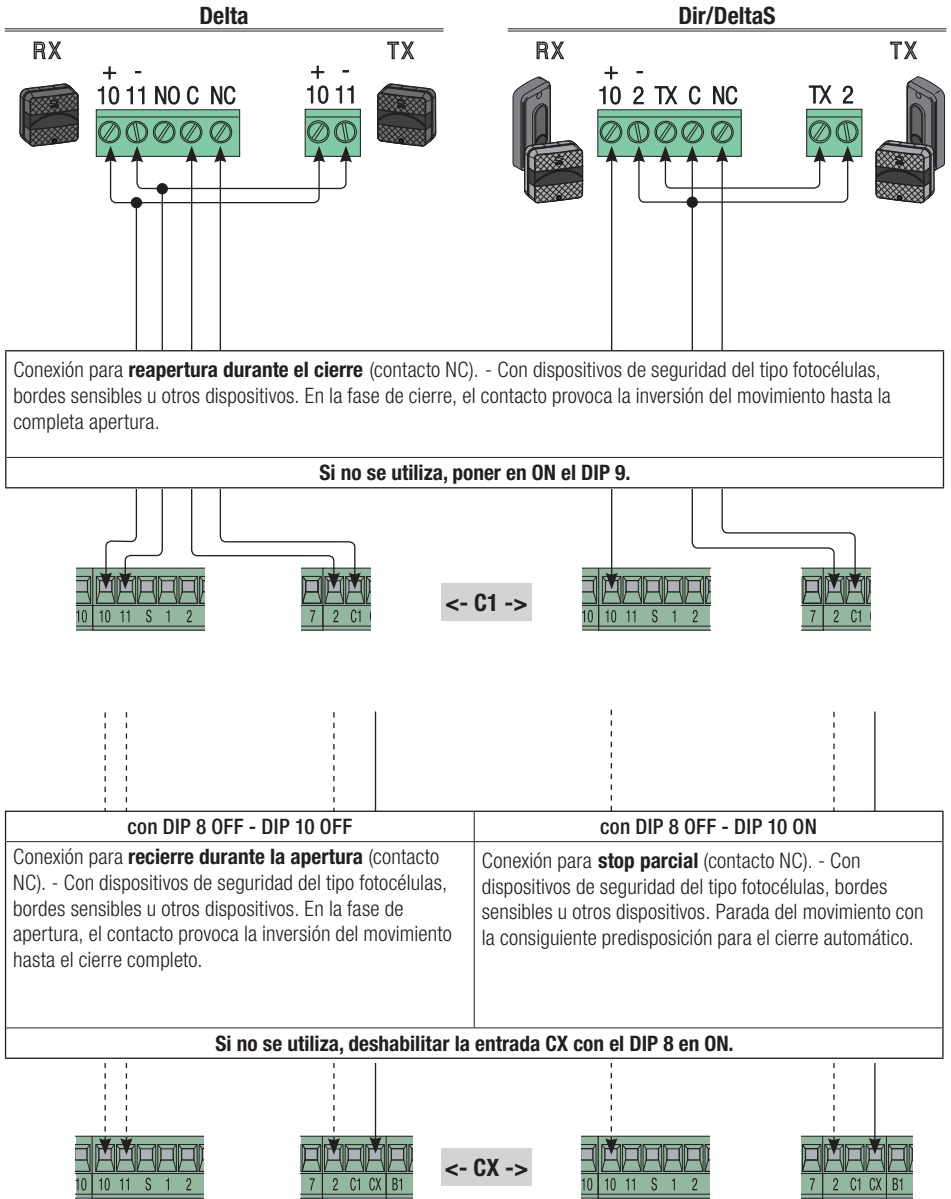 Delta
Dir/DeltaS
RX
TX
RX
TX
+ -
10 11 NO C NC
+ -
10 11
+ -
10 2 TX C NC
TX 2
Conexión para reapertura durante el cierre (contacto NC). - Con dispositivos de seguridad del tipo fotocélulas,
bordes sensibles u otros dispositivos. En la fase de cierre, el contacto provoca la inversión del movimiento hasta la
completa apertura.
Si no se utiliza, poner en ON el DIP 9.
10 10 11 S 1 2
7 2 C1
<- C1 ->
10 10 11 S 1 2
7 2 C1
con DIP 8 OFF - DIP 10 OFF
Conexión para recierre durante la apertura (contacto
NC). - Con dispositivos de seguridad del tipo fotocélulas,
bordes sensibles u otros dispositivos. En la fase de
apertura, el contacto provoca la inversión del movimiento
hasta el cierre completo.
con DIP 8 OFF - DIP 10 ON
Conexión para stop parcial (contacto NC). - Con
dispositivos de seguridad del tipo fotocélulas, bordes
sensibles u otros dispositivos. Parada del movimiento con
la consiguiente predisposición para el cierre automático.
Si no se utiliza, deshabilitar la entrada CX con el DIP 8 en ON.
10 10 11 S 1 2
7 2 C1 CX B1
<- CX ->
10 10 11 S 1 2
7 2 C1 CX B1